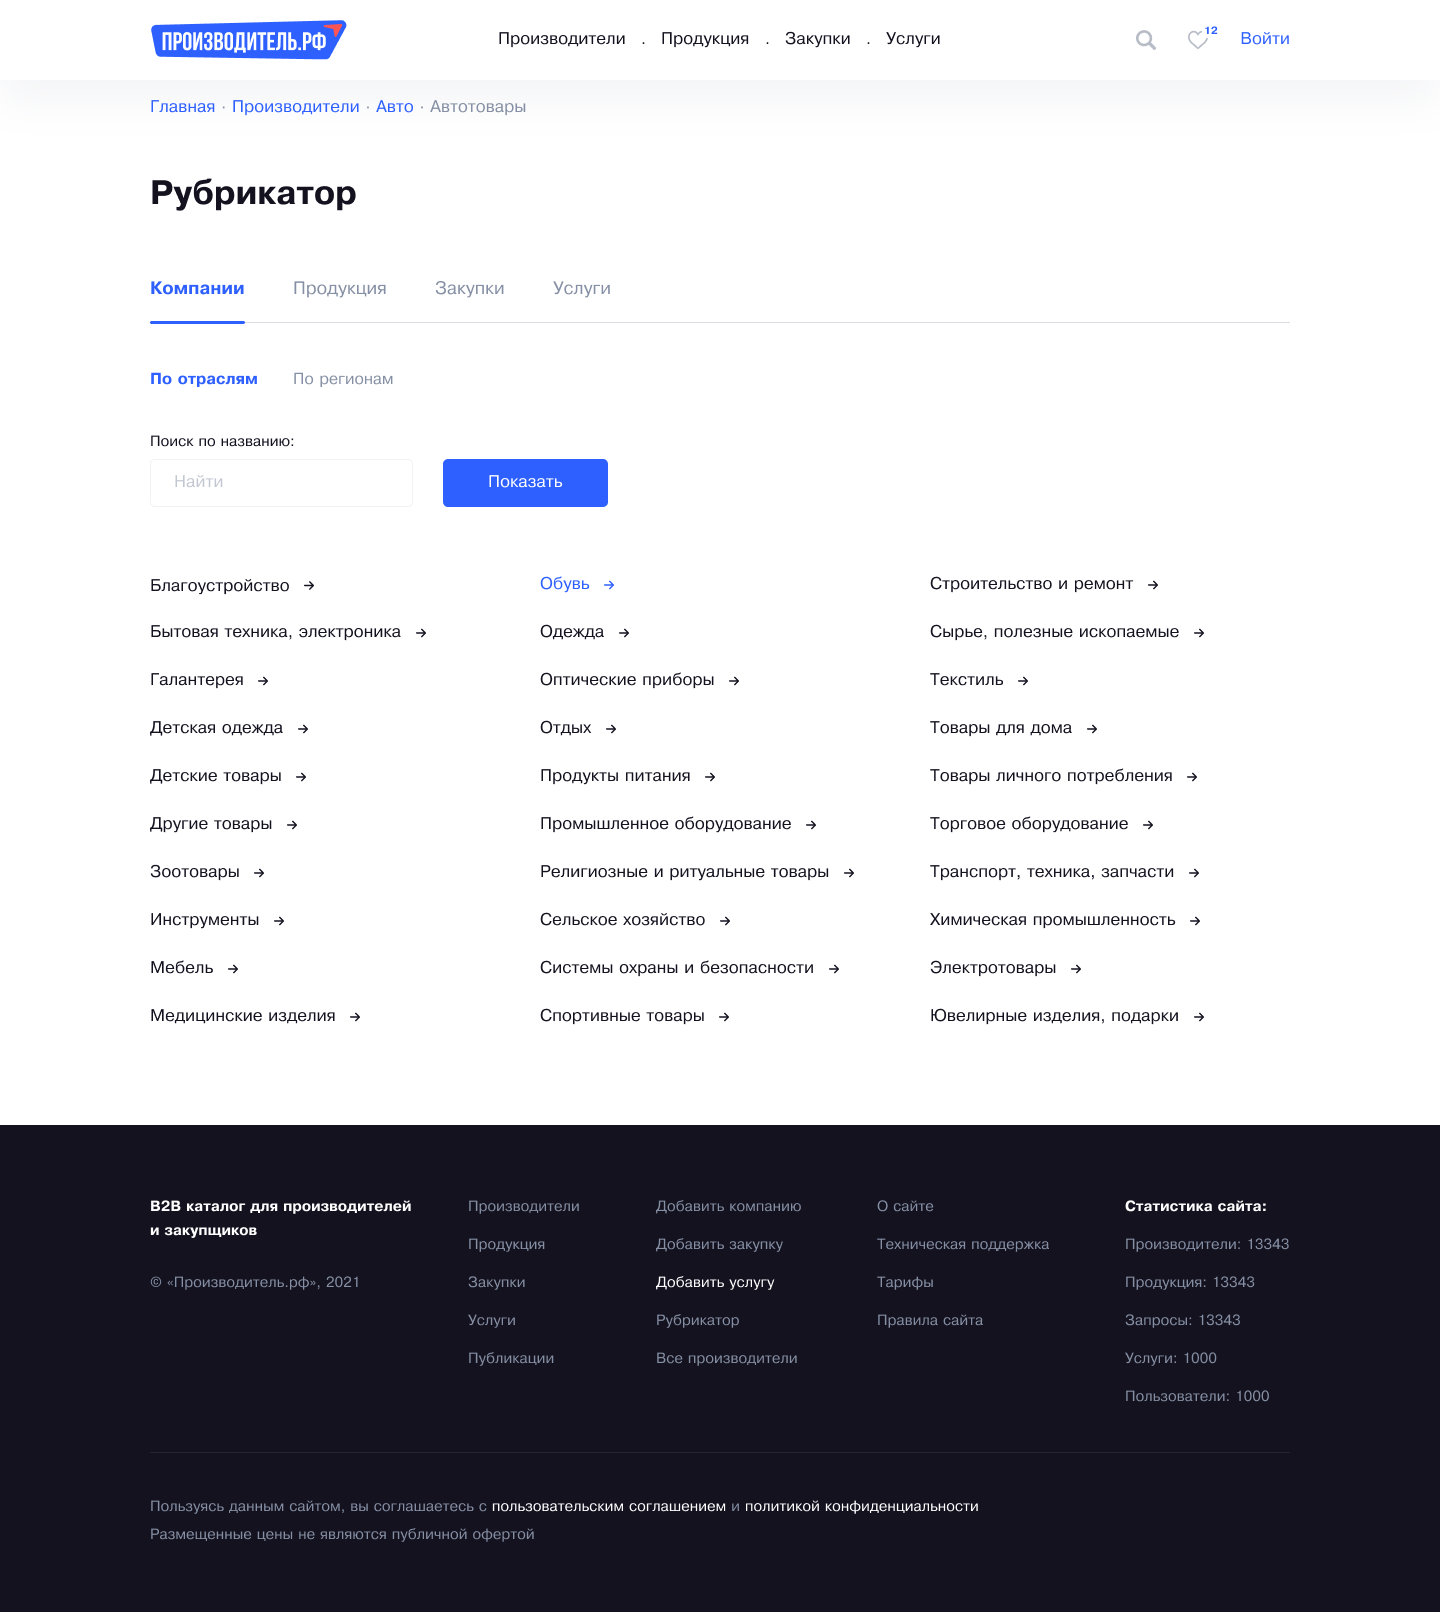 ПРОИЗВОДИТЕЛЬ.РФ
Производители . Продукция . Закупки . Услуги
12
Войти
Главная · Производители · Авто · Автотовары
Рубрикатор
Компании Продукция Закупки Услуги
По отраслям По регионам
Поиск по названию:
Найти
Показать
Благоустройство
Бытовая техника, электроника
Галантерея
Детская одежда
Детские товары
Другие товары
Зоотовары
Инструменты
Мебель
Медицинские изделия
Обувь
Одежда
Оптические приборы
Отдых
Продукты питания
Промышленное оборудование
Религиозные и ритуальные товары
Сельское хозяйство
Системы охраны и безопасности
Спортивные товары
Строительство и ремонт
Сырье, полезные ископаемые
Текстиль
Товары для дома
Товары личного потребления
Торговое оборудование
Транспорт, техника, запчасти
Химическая промышленность
Электротовары
Ювелирные изделия, подарки
B2B каталог для производителей
и закупщиков
© «Производитель.рф», 2021
Производители
Продукция
Закупки
Услуги
Публикации
Добавить компанию
Добавить закупку
Добавить услугу
Рубрикатор
Все производители
О сайте
Техническая поддержка
Тарифы
Правила сайта
Статистика сайта:
Производители: 13343
Продукция: 13343
Запросы: 13343
Услуги: 1000
Пользователи: 1000
Пользуясь данным сайтом, вы соглашаетесь с пользовательским соглашением и политикой конфиденциальности
Размещенные цены не являются публичной офертой